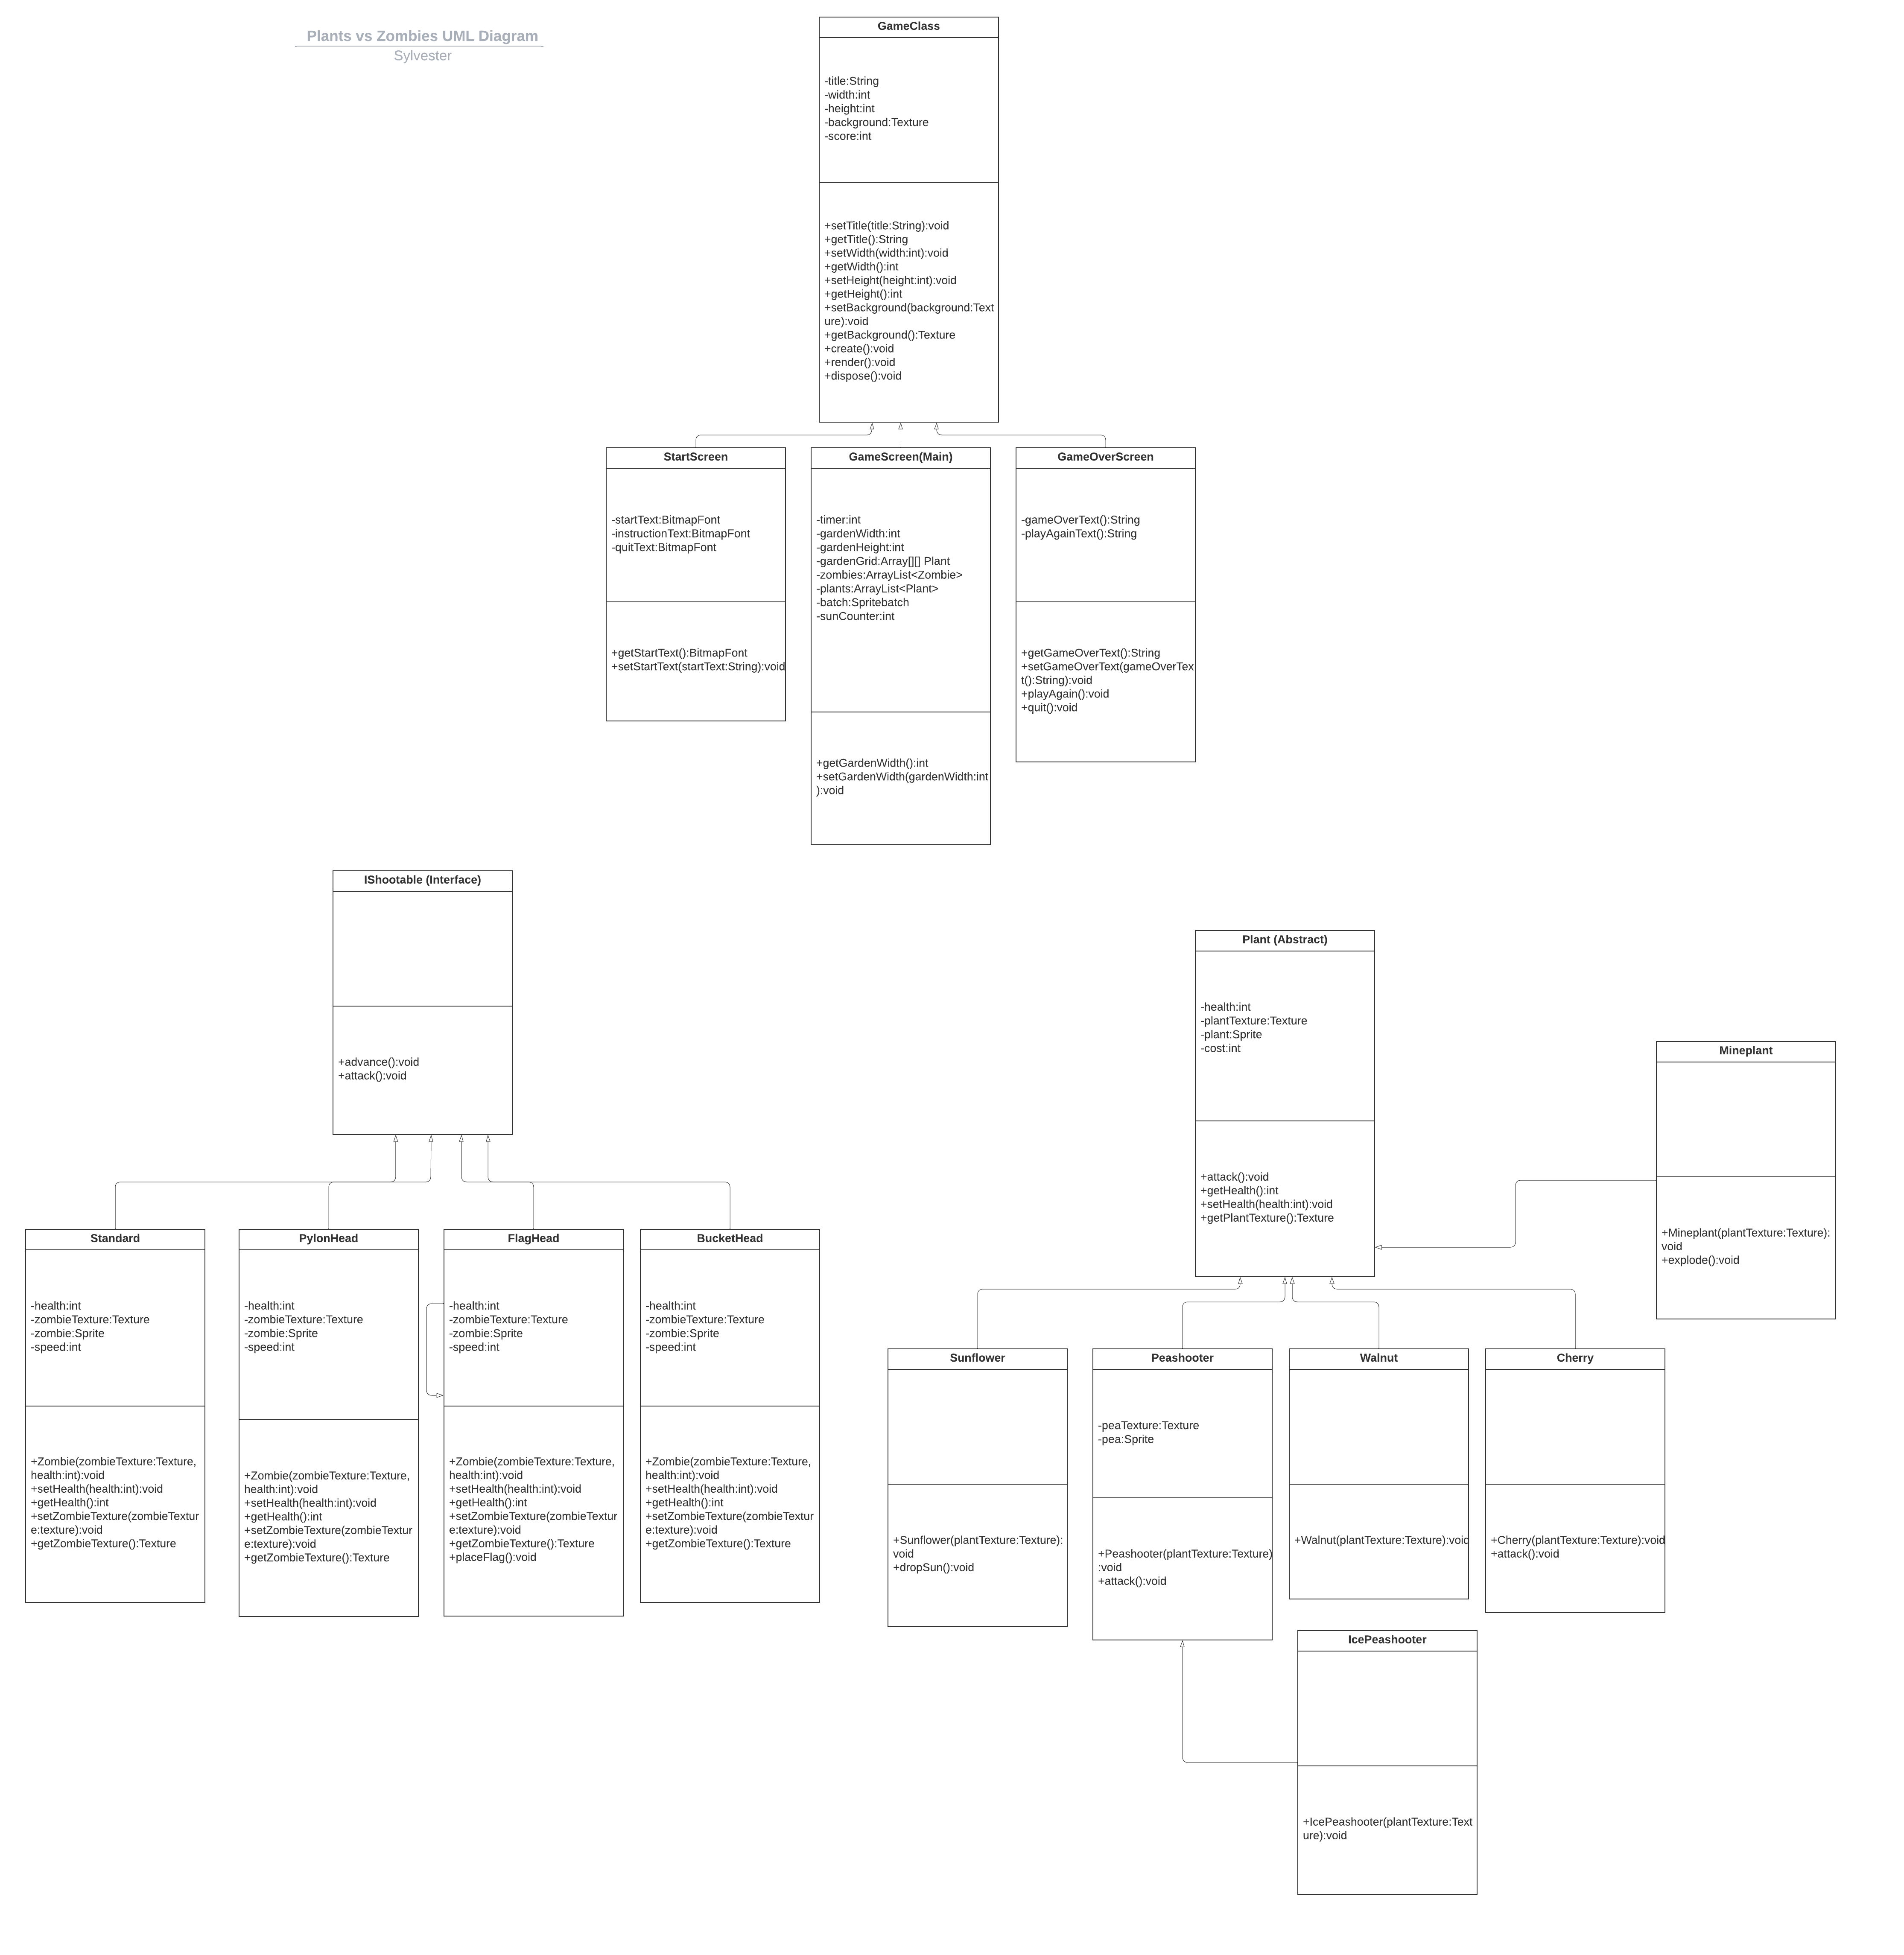 Plants vs Zombies UML Diagram
Sylvester
GameClass
-title:String
-width:int
-height:int
-background:Texture
-score:int
+setTitle(title:String):void
+getTitle():String
+setWidth(width:int):void
+getWidth():int
+setHeight(height:int):void
+getHeight():int
+setBackground(background:Text
ure):void
+getBackground():Texture
+create():void
+render():void
+dispose():void
StartScreen
-startText:BitmapFont
-instructionText:BitmapFont
-quitText:BitmapFont
+getStartText():BitmapFont
+setStartText(startText:String):void
GameScreen(Main)
-timer:int
-gardenWidth:int
-gardenHeight:int
-gardenGrid:Array[][] Plant
-zombies:ArrayList<Zombie>
-plants:ArrayList<Plant>
-batch:Spritebatch
-sunCounter:int
+getGardenWidth():int
+setGardenWidth(gardenWidth:int
):void
GameOverScreen
-gameOverText():String
-playAgainText():String
+getGameOverText():String
+setGameOverText(gameOverTex
t():String):void
+playAgain():void
+quit():void
IShootable (Interface)
+advance():void
+attack():void
Plant (Abstract)
-health:int
-plantTexture:Texture
-plant:Sprite
-cost:int
+attack():void
+getHealth():int
+setHealth(health:int):void
+getPlantTexture():Texture
Mineplant
+Mineplant(plantTexture:Texture):
void
+explode():void
Standard
-health:int
-zombieTexture:Texture
-zombie:Sprite
-speed:int
+Zombie(zombieTexture:Texture,
health:int):void
+setHealth(health:int):void
+getHealth():int
+setZombieTexture(zombieTextur
e:texture):void
+getZombieTexture():Texture
PylonHead
-health:int
-zombieTexture:Texture
-zombie:Sprite
-speed:int
+Zombie(zombieTexture:Texture,
health:int):void
+setHealth(health:int):void
+getHealth():int
+setZombieTexture(zombieTextur
e:texture):void
+getZombieTexture():Texture
FlagHead
-health:int
-zombieTexture:Texture
-zombie:Sprite
-speed:int
+Zombie(zombieTexture:Texture,
health:int):void
+setHealth(health:int):void
+getHealth():int
+setZombieTexture(zombieTextur
e:texture):void
+getZombieTexture():Texture
+placeFlag():void
BucketHead
-health:int
-zombieTexture:Texture
-zombie:Sprite
-speed:int
+Zombie(zombieTexture:Texture,
health:int):void
+setHealth(health:int):void
+getHealth():int
+setZombieTexture(zombieTextur
e:texture):void
+getZombieTexture():Texture
Sunflower
+Sunflower(plantTexture:Texture):
void
+dropSun():void
Peashooter
-peaTexture:Texture
-pea:Sprite
+Peashooter(plantTexture:Texture)
:void
+attack():void
Walnut
+Walnut(plantTexture:Texture):void
Cherry
+Cherry(plantTexture:Texture):void
+attack():void
IcePeashooter
+IcePeashooter(plantTexture:Text
ure):void